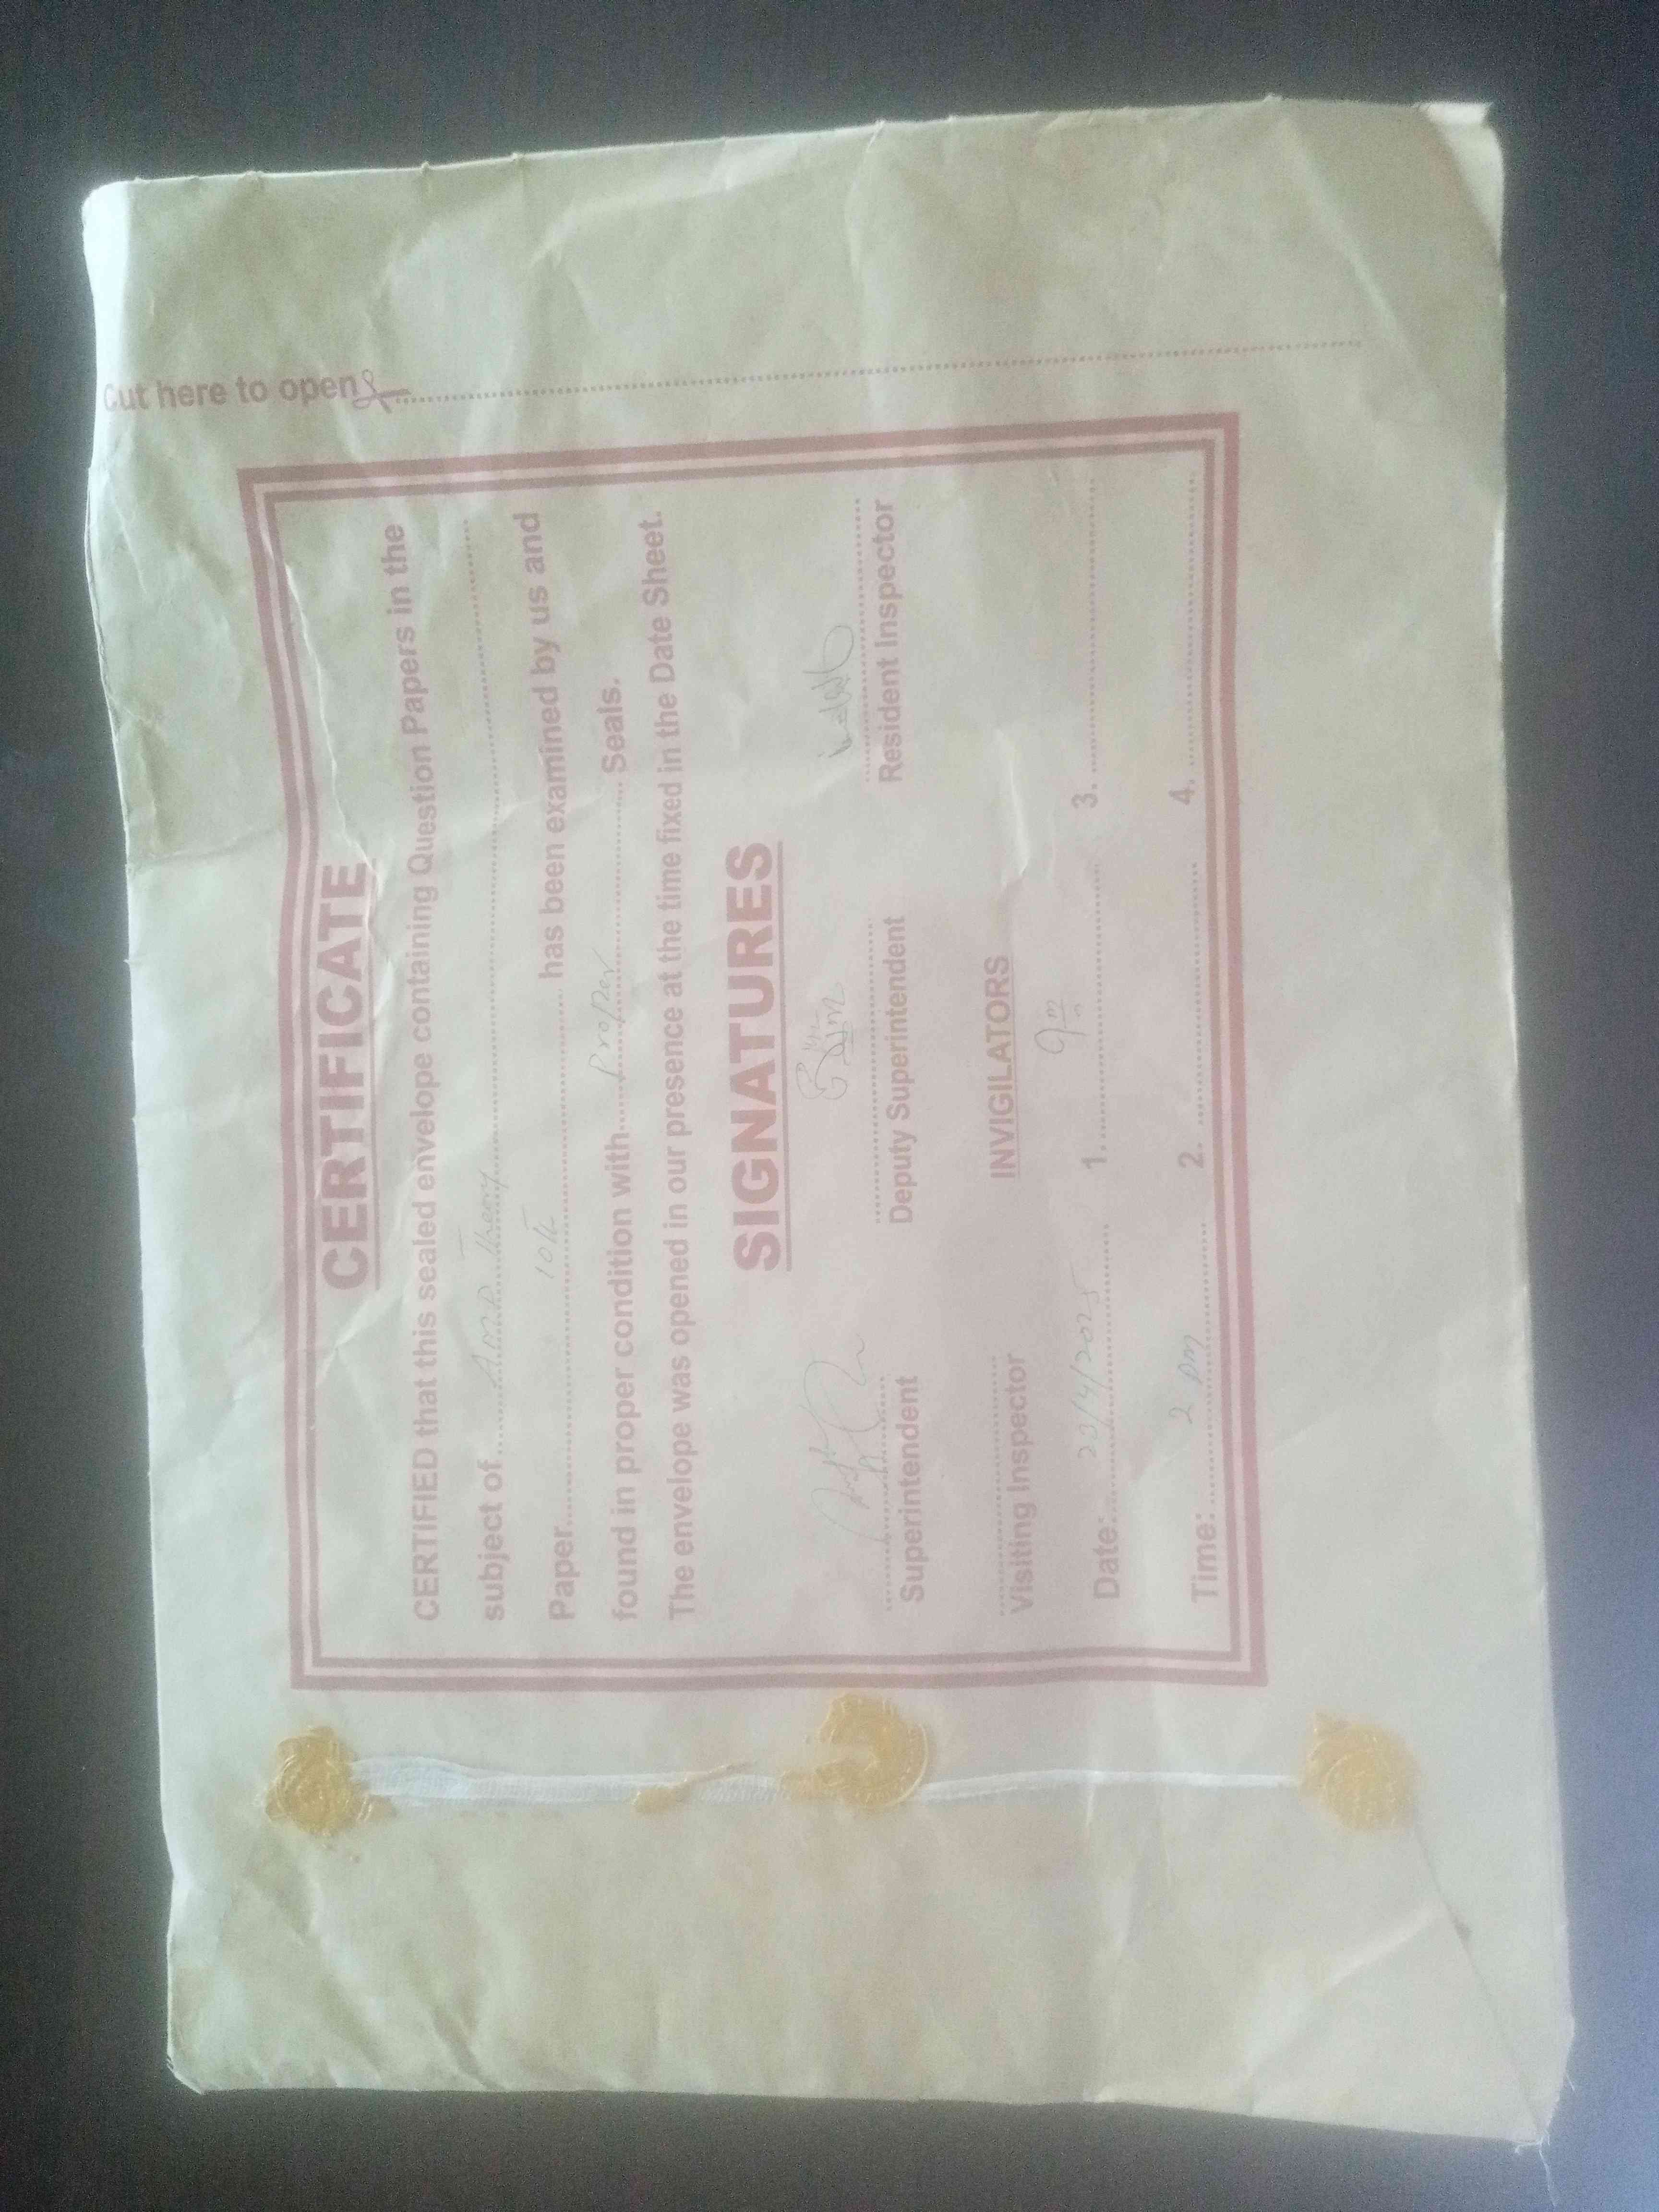 Cut here to open
CERTIFICATE
CERTIFIED that this sealed envelope containing Question Papers in the
subject of........Theory........
Paper........10th........ has been examined by us and
found in proper condition with........Proper........ Seals.
The envelope was opened in our presence at the time fixed in the Date Sheet.
SIGNATURES
Superintendent Deputy Superintendent Resident Inspector
INVIGILATORS
Visiting Inspector
Date: /4/2025 1. 3.
Time: 2 pm 2. 4.